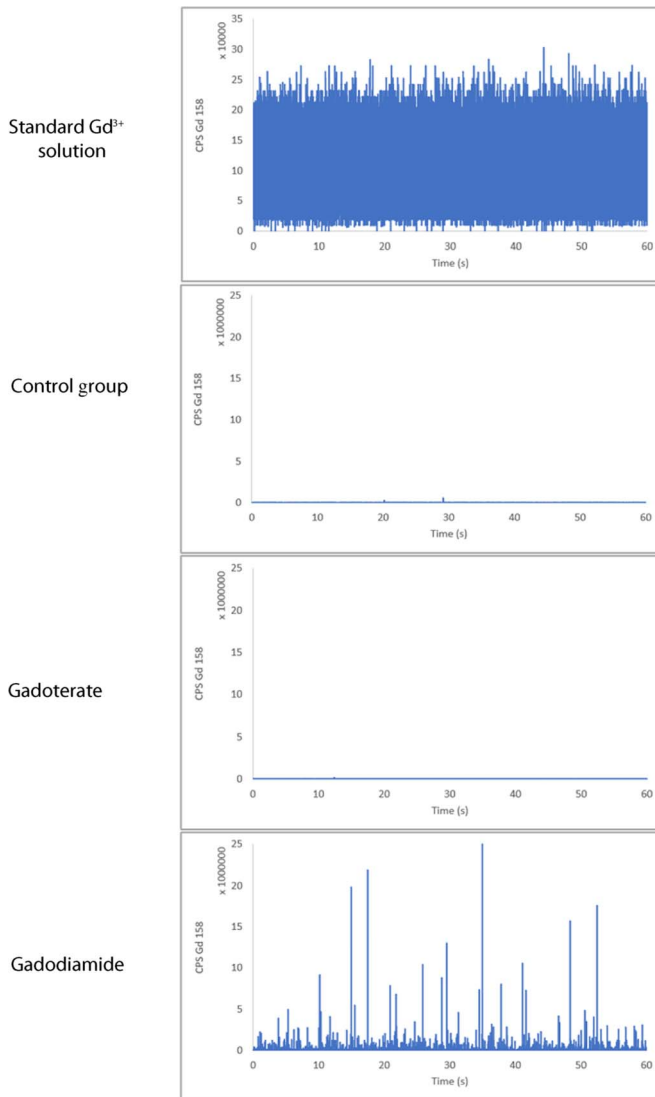 Standard Gd³⁺
solution
x 10000
CPS Gd 158
35
30
25
20
15
10
5
0
0 10 20 30 40 50 60
Time (s)
Control group
x 1000000
CPS Gd 158
25
20
15
10
5
0
0 10 20 30 40 50 60
Time (s)
Gadoterate
x 1000000
CPS Gd 158
25
20
15
10
5
0
0 10 20 30 40 50 60
Time (s)
Gadodiamide
x 1000000
CPS Gd 158
25
20
15
10
5
0
0 10 20 30 40 50 60
Time (s)